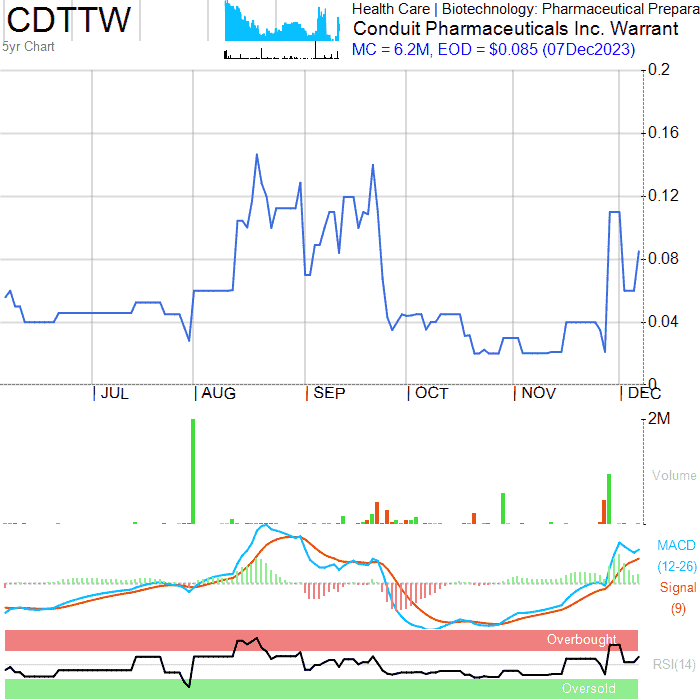 CDTTW
5yr Chart
Health Care | Biotechnology: Pharmaceutical Prepara
Conduit Pharmaceuticals Inc. Warrant
MC = 6.2M, EOD = $0.085 (07Dec2023)
0.2
0.16
0.12
0.08
0.04
0
JUL AUG SEP OCT NOV DEC
2M
Volume
MACD
(12-26)
Signal
(9)
Overbought
RSI(14)
Oversold